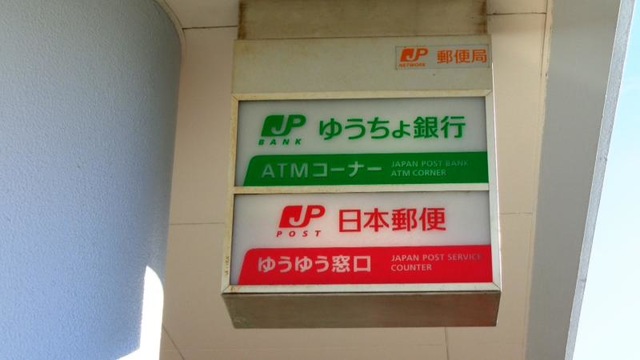 JP NETWORK 郵便局
JP BANK ゆうちょ銀行
ATMコーナー JAPAN POST BANK ATM CORNER
JP POST 日本郵便
ゆうゆう窓口 JAPAN POST SERVICE COUNTER